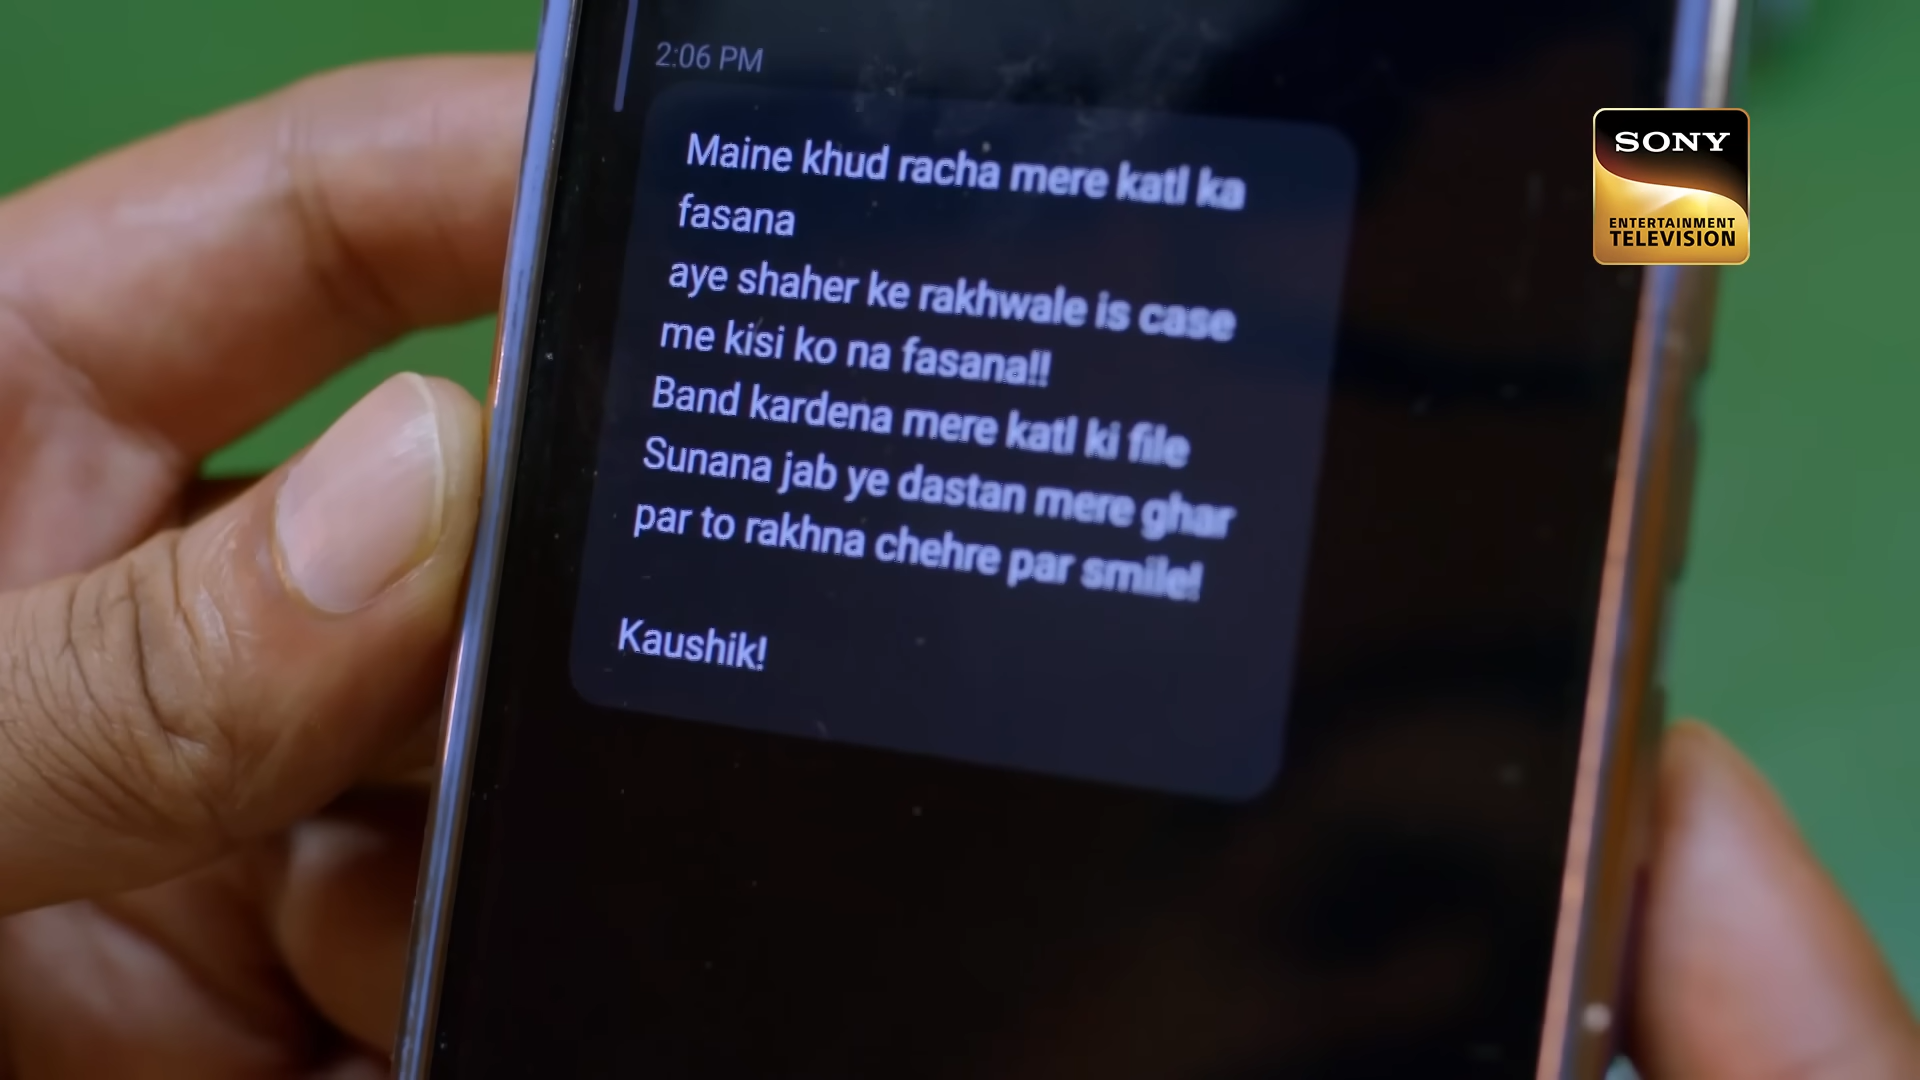 2:06 PM
Maine khud racha mere katl ka
fasana
aye shaher ke rakhwale is case
me kisi ko na fasana!!
Band kardena mere katl ki file
Sunana jab ye dastan mere ghar
par to rakhna chehre par smile!
Kaushik!
SONY
ENTERTAINMENT
TELEVISION